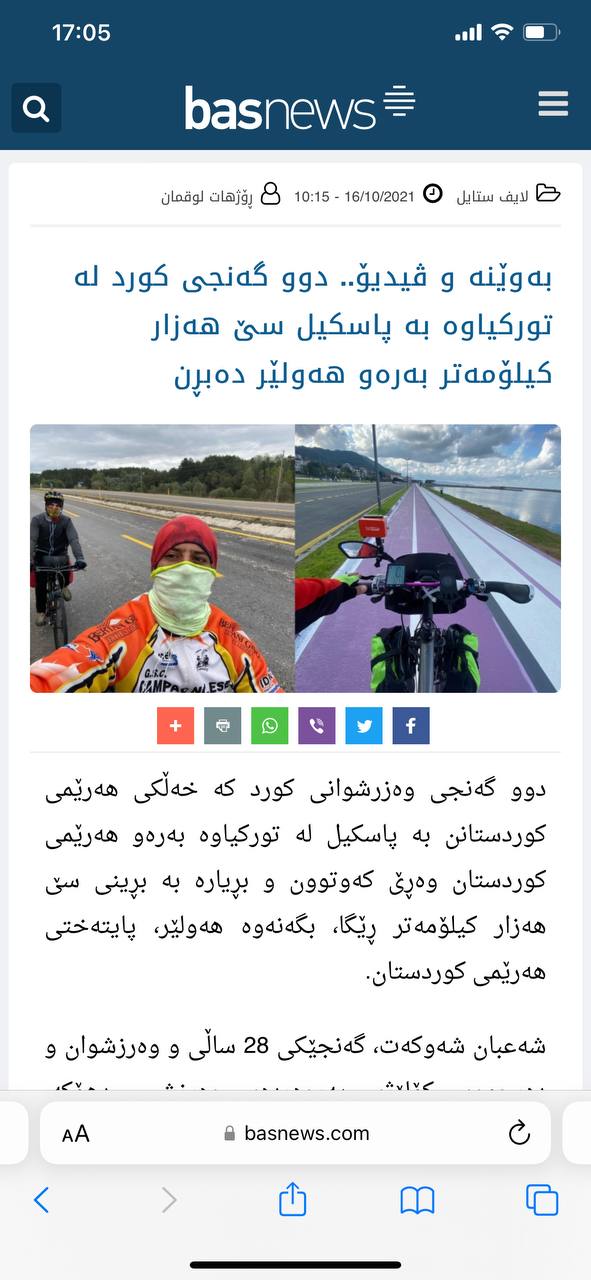 17:05
basnews
لایف ستایل 16/10/2021 - 10:15 ڕۆژهات لوقمان
بەوێنە و ڤیدیۆ.. دوو گەنجی کورد لە
تورکیاوە بە پاسکیل سێ هەزار
کیلۆمەتر بەرەو هەولێر دەبڕن
دوو گەنجی وەزرشوانی کورد کە خەڵکی هەرێمی
کوردستانن بە پاسکیل لە تورکیاوە بەرەو هەرێمی
کوردستان وەڕێ کەوتوون و بڕیارە بە بڕینی سێ
هەزار کیلۆمەتر ڕێگا، بگەنەوە هەولێر، پایتەختی
هەرێمی کوردستان.
شەعبان شەوکەت، گەنجێکی 28 ساڵی و وەرزشوان و
AA
basnews.com